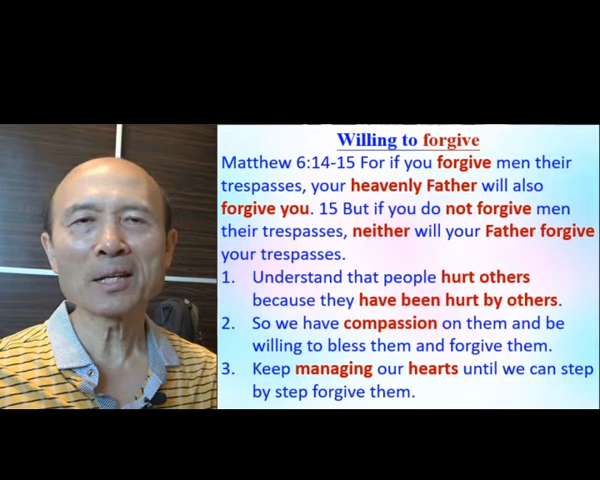 Willing to forgive
Matthew 6:14-15 For if you forgive men their
trespasses, your heavenly Father will also
forgive you. 15 But if you do not forgive men
their trespasses, neither will your Father forgive
your trespasses.
1. Understand that people hurt others
because they have been hurt by others.
2. So we have compassion on them and be
willing to bless them and forgive them.
3. Keep managing our hearts until we can step
by step forgive them.